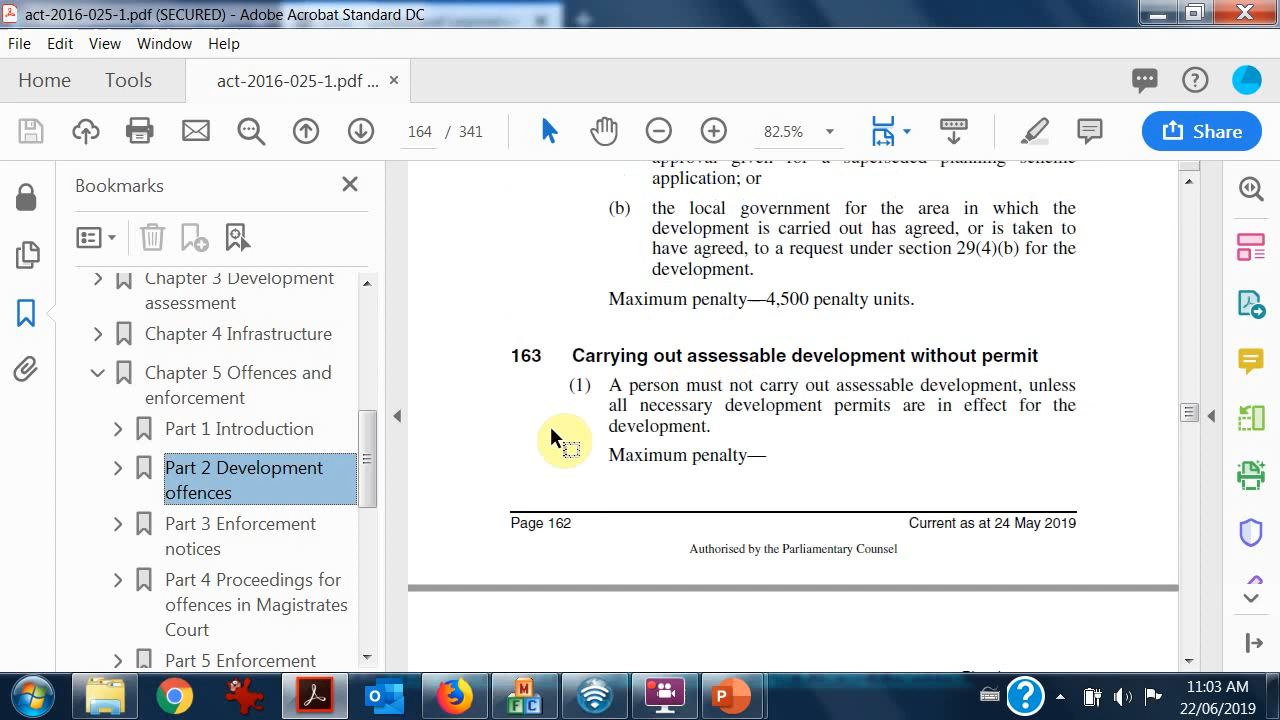 act-2016-025-1.pdf (SECURED) - Adobe Acrobat Standard DC
File Edit View Window Help
Home Tools act-2016-025-1.pdf ... ×
164 / 341 82.5% Share
Bookmarks
Chapter 3 Development
assessment
Chapter 4 Infrastructure
Chapter 5 Offences and
enforcement
Part 1 Introduction
Part 2 Development
offences
Part 3 Enforcement
notices
Part 4 Proceedings for
offences in Magistrates
Court
Part 5 Enforcement
approval given for a superseded planning scheme
application; or
(b) the local government for the area in which the
development is carried out has agreed, or is taken to
have agreed, to a request under section 29(4)(b) for the
development.
Maximum penalty—4,500 penalty units.
163 Carrying out assessable development without permit
(1) A person must not carry out assessable development, unless
all necessary development permits are in effect for the
development.
Maximum penalty—
Page 162 Current as at 24 May 2019
Authorised by the Parliamentary Counsel
11:03 AM
22/06/2019